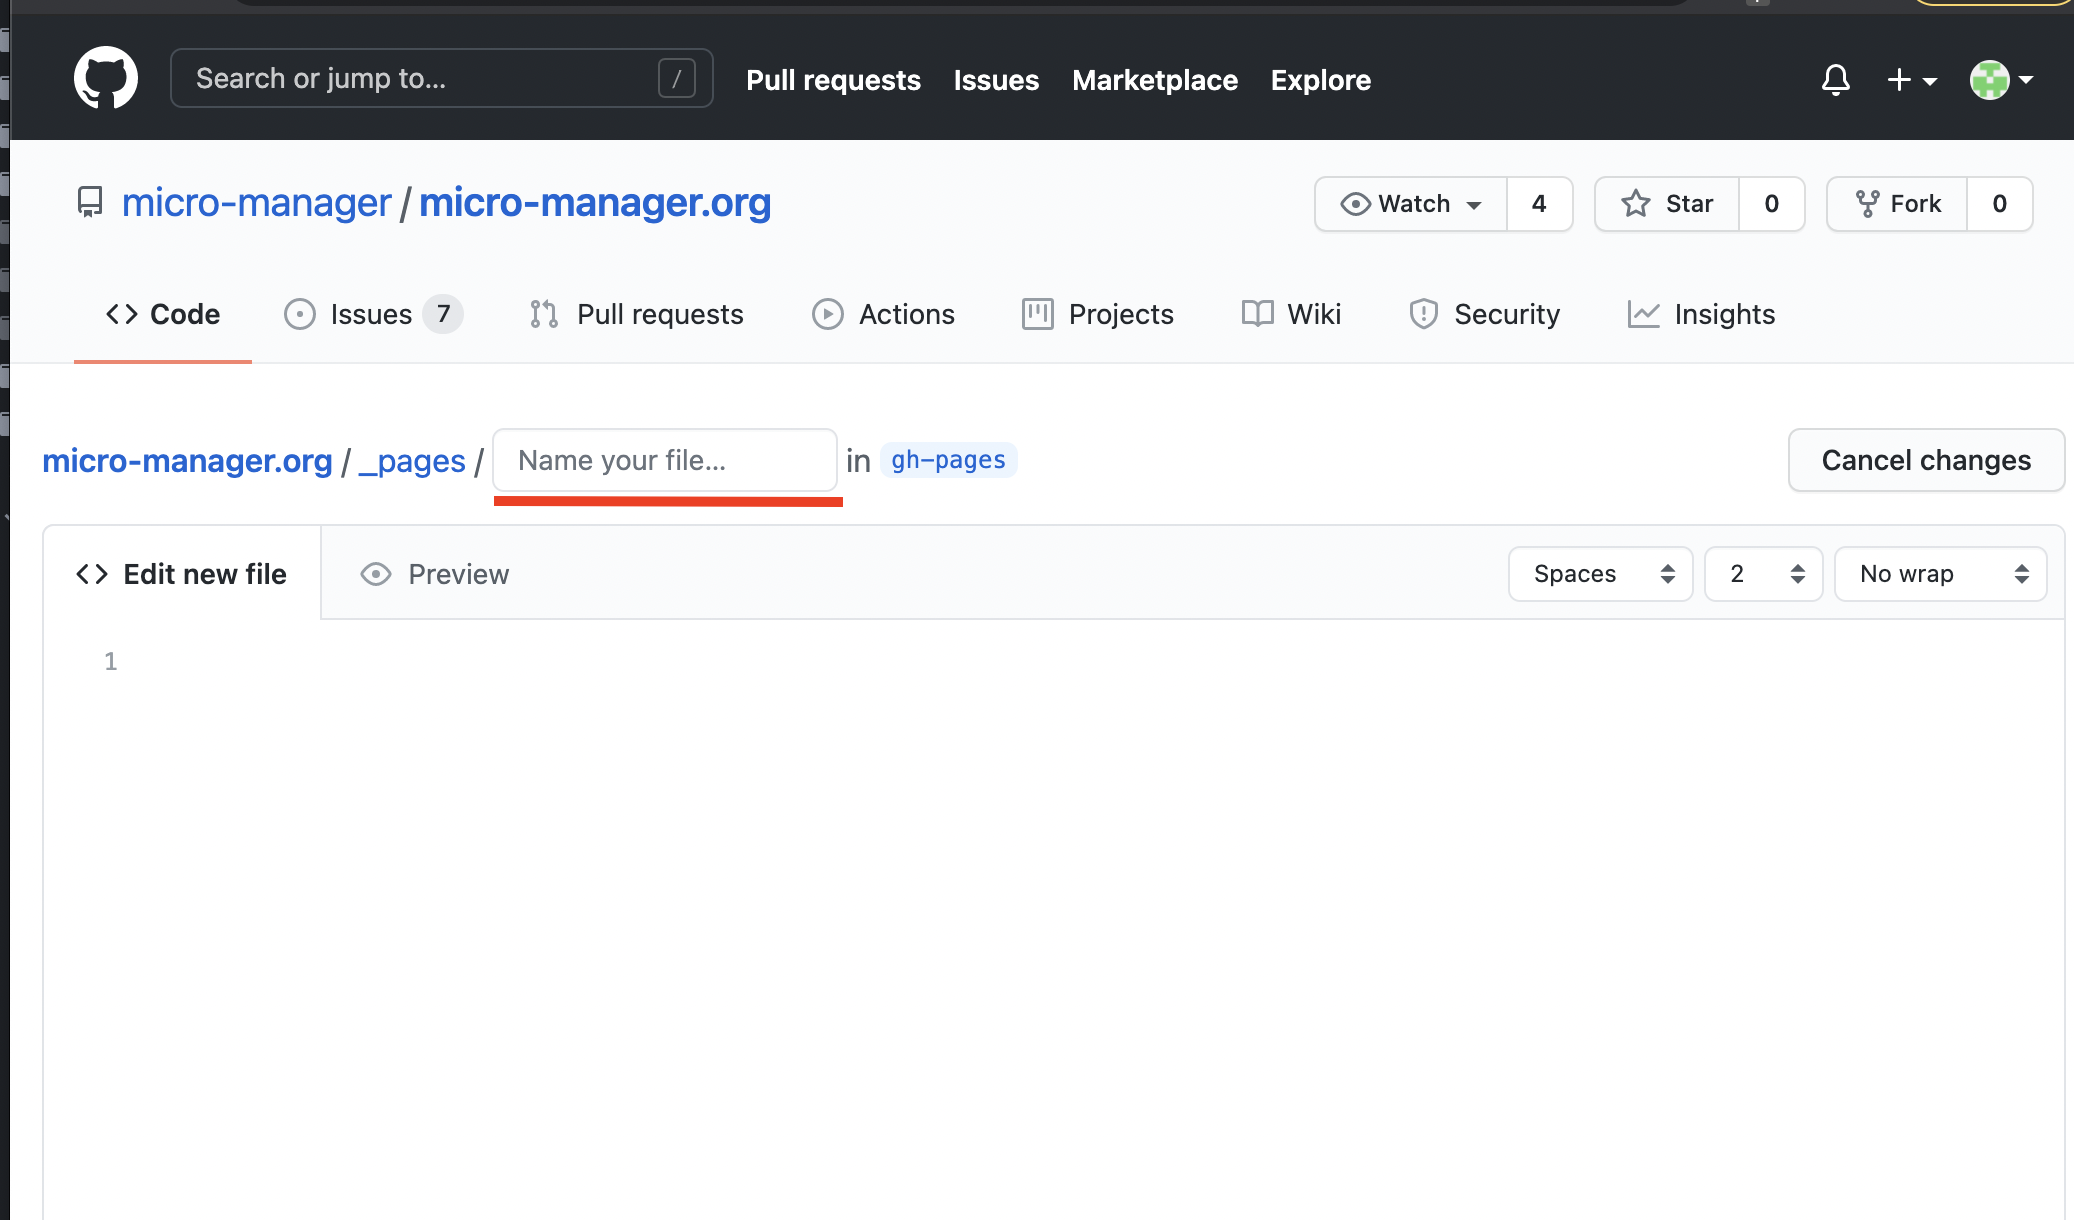 Search or jump to... /
Pull requests Issues Marketplace Explore
micro-manager / micro-manager.org
Watch 4 Star 0 Fork 0
Code Issues 7 Pull requests Actions Projects Wiki Security Insights
micro-manager.org / _pages / Name your file... in gh-pages Cancel changes
Edit new file Preview Spaces 2 No wrap
1